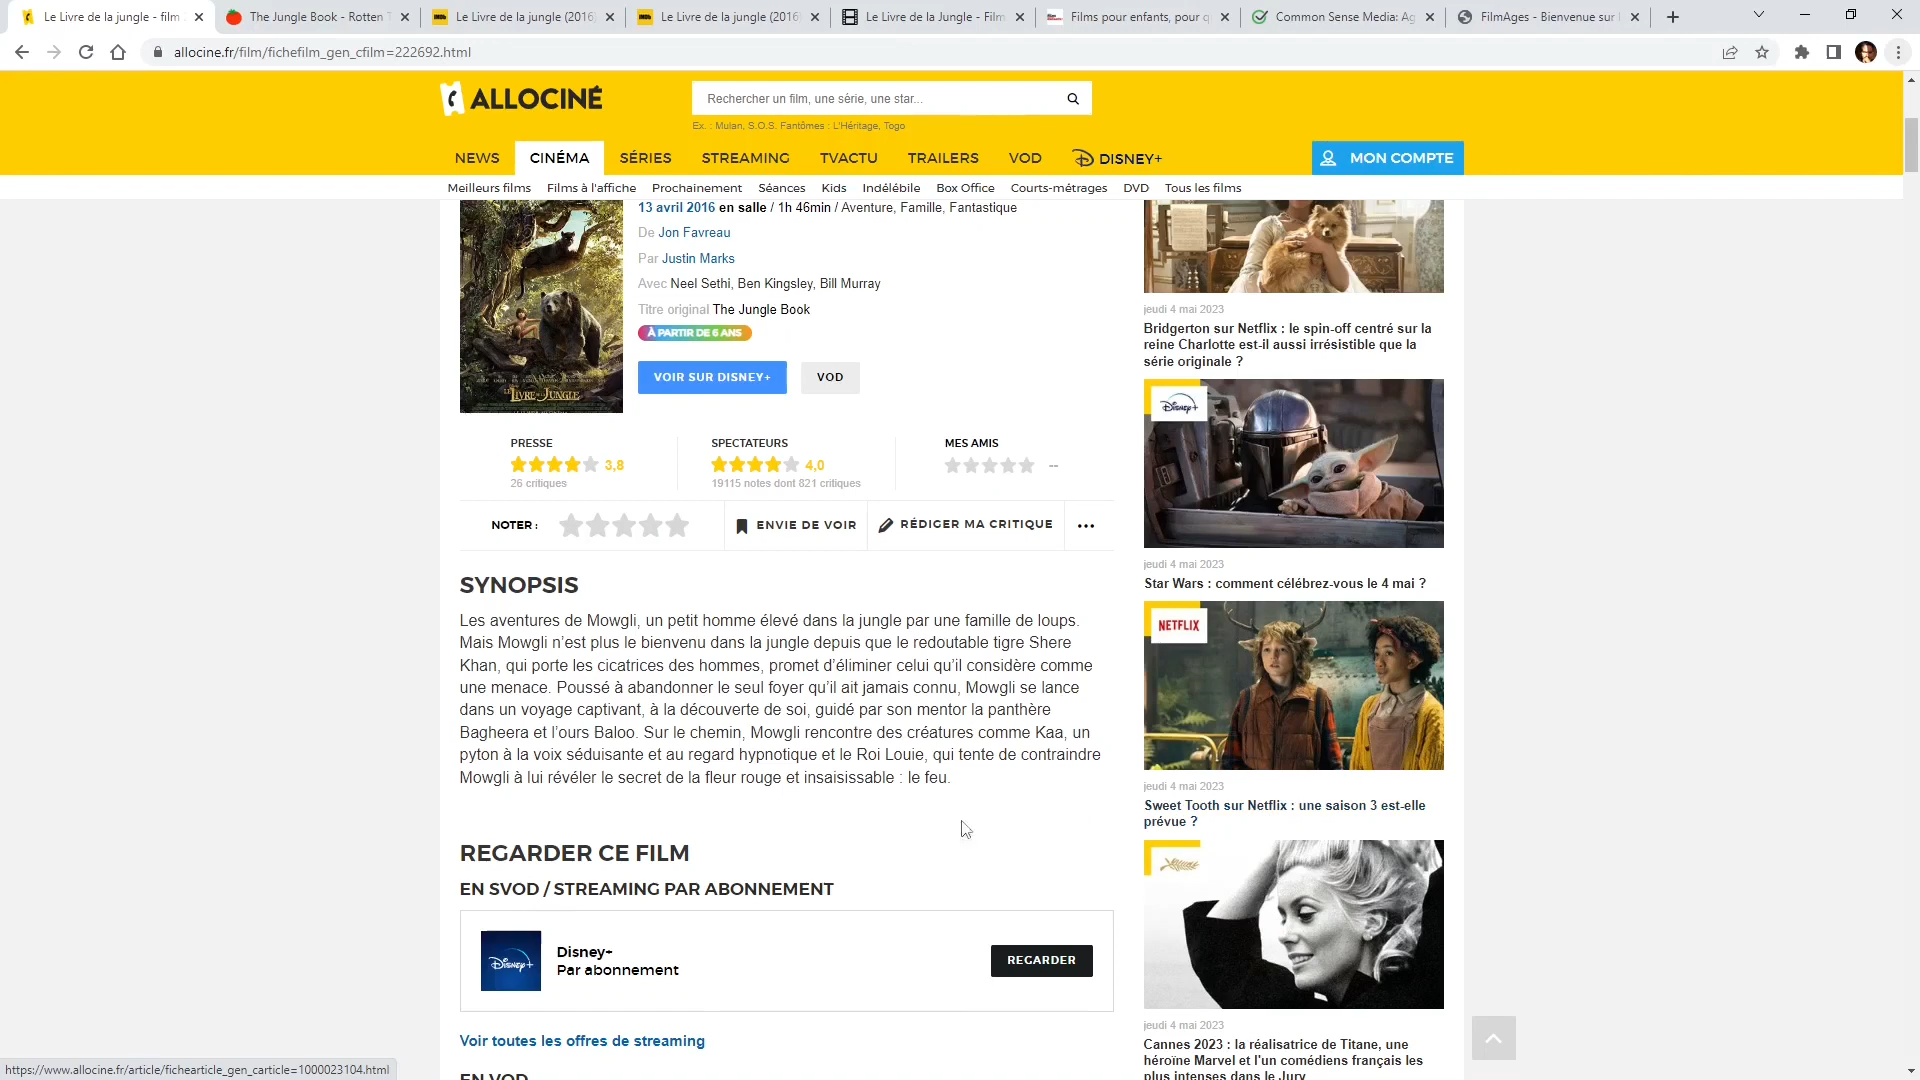 Le Livre de la jungle - film
The Jungle Book - Rotten T
Le Livre de la jungle (2016)
Le Livre de la jungle (2016)
Le Livre de la Jungle - Film
Films pour enfants, pour q
Common Sense Media: Ag
FilmAges - Bienvenue sur l
allocine.fr/film/fichefilm_gen_cfilm=222692.html
ALLOCINÉ
Rechercher un film, une série, une star...
Ex. : Mulan, S.O.S. Fantômes : L'Héritage, Togo
NEWS CINÉMA SÉRIES STREAMING TVACTU TRAILERS VOD DISNEY+ MON COMPTE
Meilleurs films Films à l'affiche Prochainement Séances Kids Indélébile Box Office Courts-métrages DVD Tous les films
13 avril 2016 en salle / 1h 46min / Aventure, Famille, Fantastique
De Jon Favreau
Par Justin Marks
Avec Neel Sethi, Ben Kingsley, Bill Murray
Titre original The Jungle Book
À PARTIR DE 6 ANS
VOIR SUR DISNEY+ VOD
LE LIVRE DE LA JUNGLE
PRESSE
3,8
26 critiques
SPECTATEURS
4,0
19115 notes dont 821 critiques
MES AMIS
--
NOTER : ENVIE DE VOIR RÉDIGER MA CRITIQUE ...
SYNOPSIS
Les aventures de Mowgli, un petit homme élevé dans la jungle par une famille de loups.
Mais Mowgli n'est plus le bienvenu dans la jungle depuis que le redoutable tigre Shere
Khan, qui porte les cicatrices des hommes, promet d'éliminer celui qu'il considère comme
une menace. Poussé à abandonner le seul foyer qu'il ait jamais connu, Mowgli se lance
dans un voyage captivant, à la découverte de soi, guidé par son mentor la panthère
Bagheera et l'ours Baloo. Sur le chemin, Mowgli rencontre des créatures comme Kaa, un
pyton à la voix séduisante et au regard hypnotique et le Roi Louie, qui tente de contraindre
Mowgli à lui révéler le secret de la fleur rouge et insaisissable : le feu.
REGARDER CE FILM
EN SVOD / STREAMING PAR ABONNEMENT
Disney+
Disney+
Par abonnement
REGARDER
Voir toutes les offres de streaming
EN VOD
jeudi 4 mai 2023
Bridgerton sur Netflix : le spin-off centré sur la
reine Charlotte est-il aussi irrésistible que la
série originale ?
Disney+
jeudi 4 mai 2023
Star Wars : comment célébrez-vous le 4 mai ?
NETFLIX
jeudi 4 mai 2023
Sweet Tooth sur Netflix : une saison 3 est-elle
prévue ?
jeudi 4 mai 2023
Cannes 2023 : la réalisatrice de Titane, une
héroïne Marvel et l'un comédiens français les
plus intenses dans le Jury
https://www.allocine.fr/article/fichearticle_gen_carticle=1000023104.html